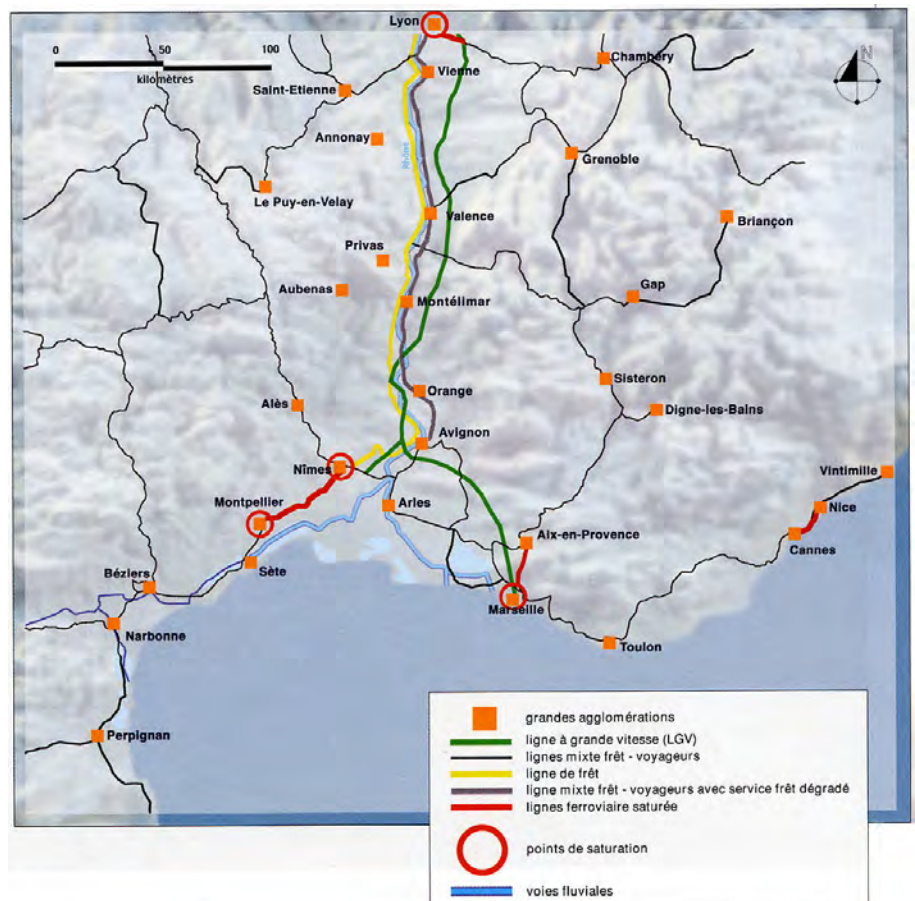 Lyon
N
0 50 100
kilomètres
Chambéry
Vienne
Saint-Etienne
Annonay
Rhône
Grenoble
Le Puy-en-Velay
Valence
Briançon
Privas
Aubenas
Gap
Montélimar
Sisteron
Orange
Alès
Digne-les-Bains
Avignon
Nîmes
Vintimille
Montpellier
Arles
Nice
Aix-en-Provence
Cannes
Sète
Béziers
Marseille
Narbonne
Toulon
Perpignan
grandes agglomérations
ligne à grande vitesse (LGV)
lignes mixte frêt - voyageurs
ligne de frêt
ligne mixte frêt - voyageurs avec service frêt dégradé
lignes ferroviaire saturée
points de saturation
voies fluviales